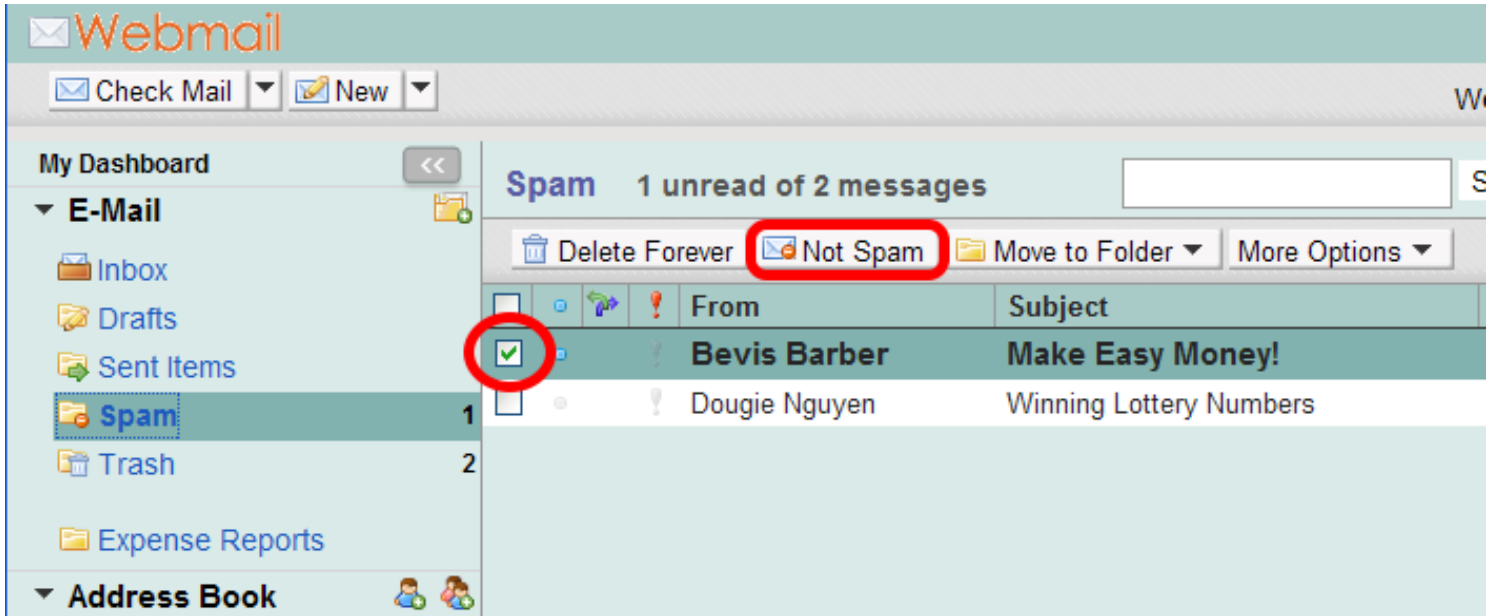 Webmail
Check Mail New
My Dashboard <<
E-Mail
Inbox
Drafts
Sent Items
Spam 1
Trash 2
Expense Reports
Address Book
Spam 1 unread of 2 messages
Delete Forever Not Spam Move to Folder More Options
From Subject
Bevis Barber Make Easy Money!
Dougie Nguyen Winning Lottery Numbers